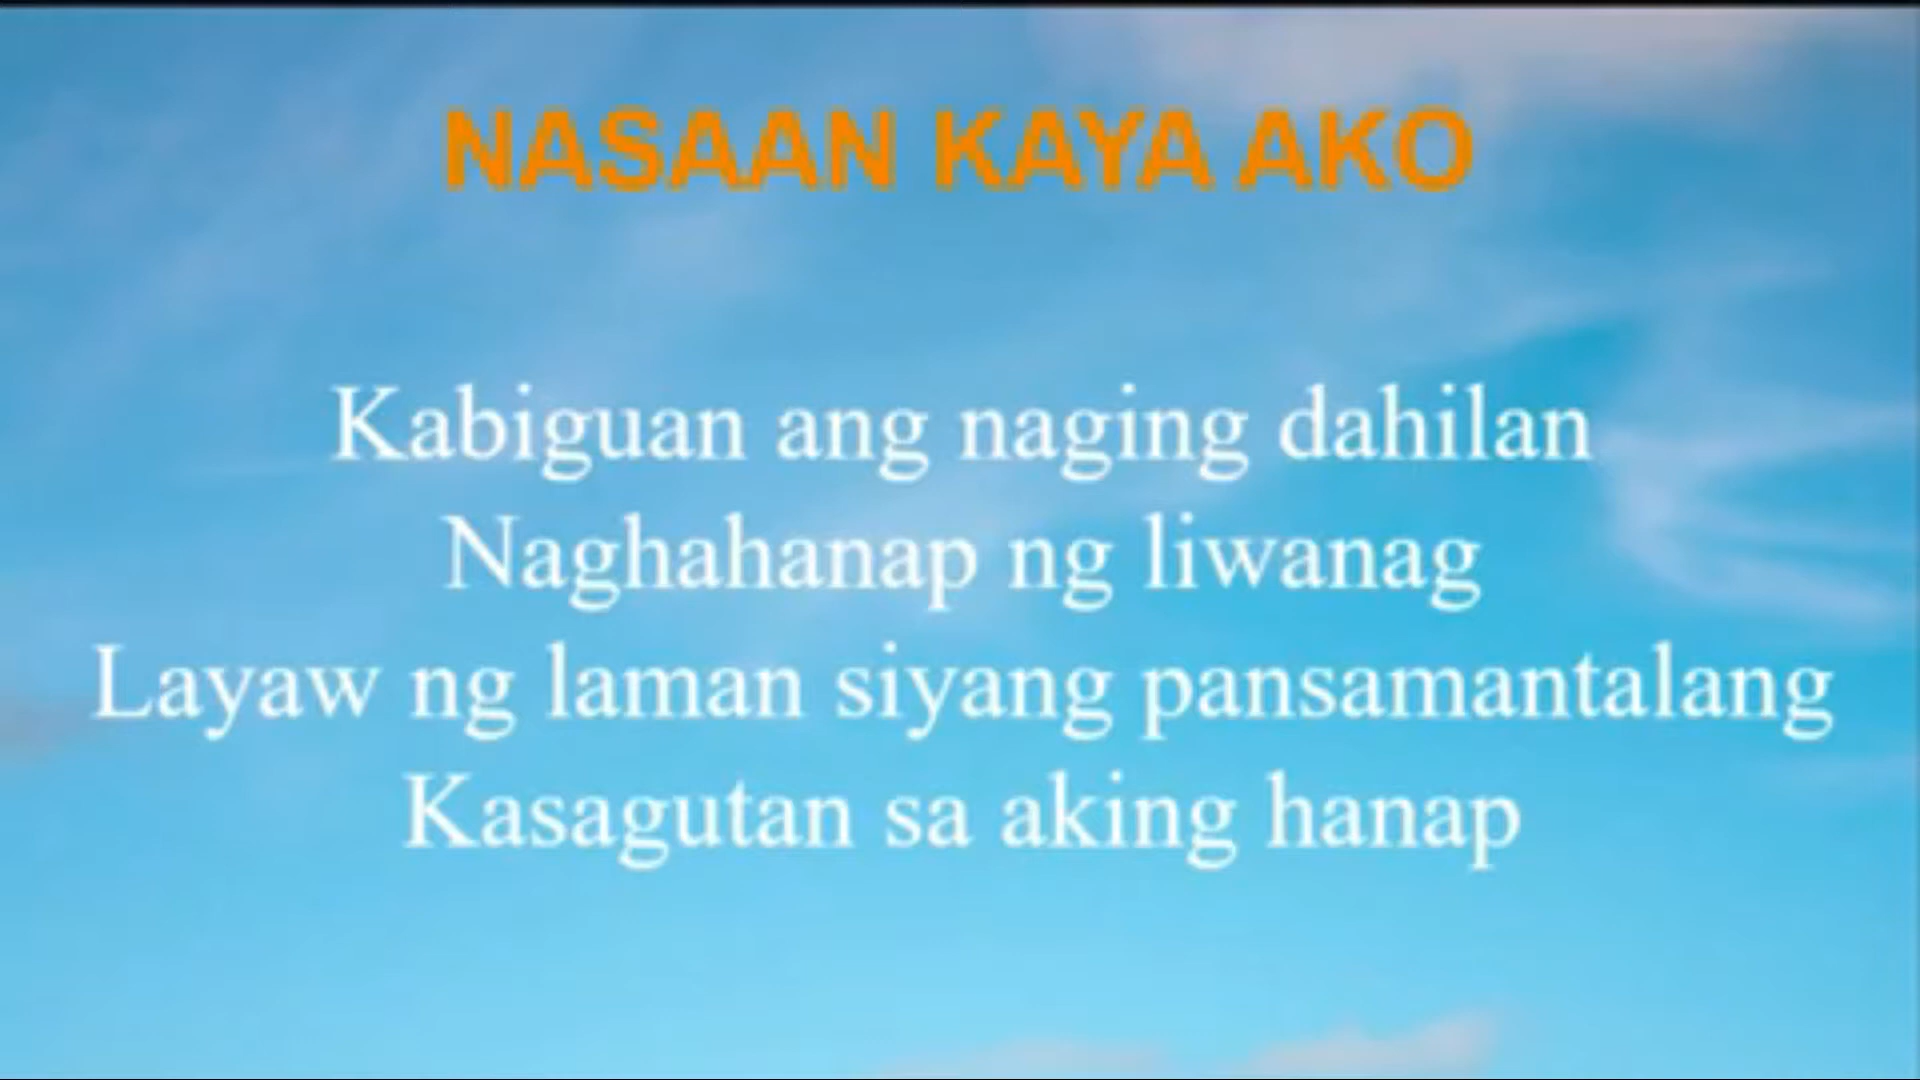 NASAAN KAYA AKO
Kabiguan ang naging dahilan
Naghahanap ng liwanag
Layaw ng laman siyang pansamantalang
Kasagutan sa aking hanap